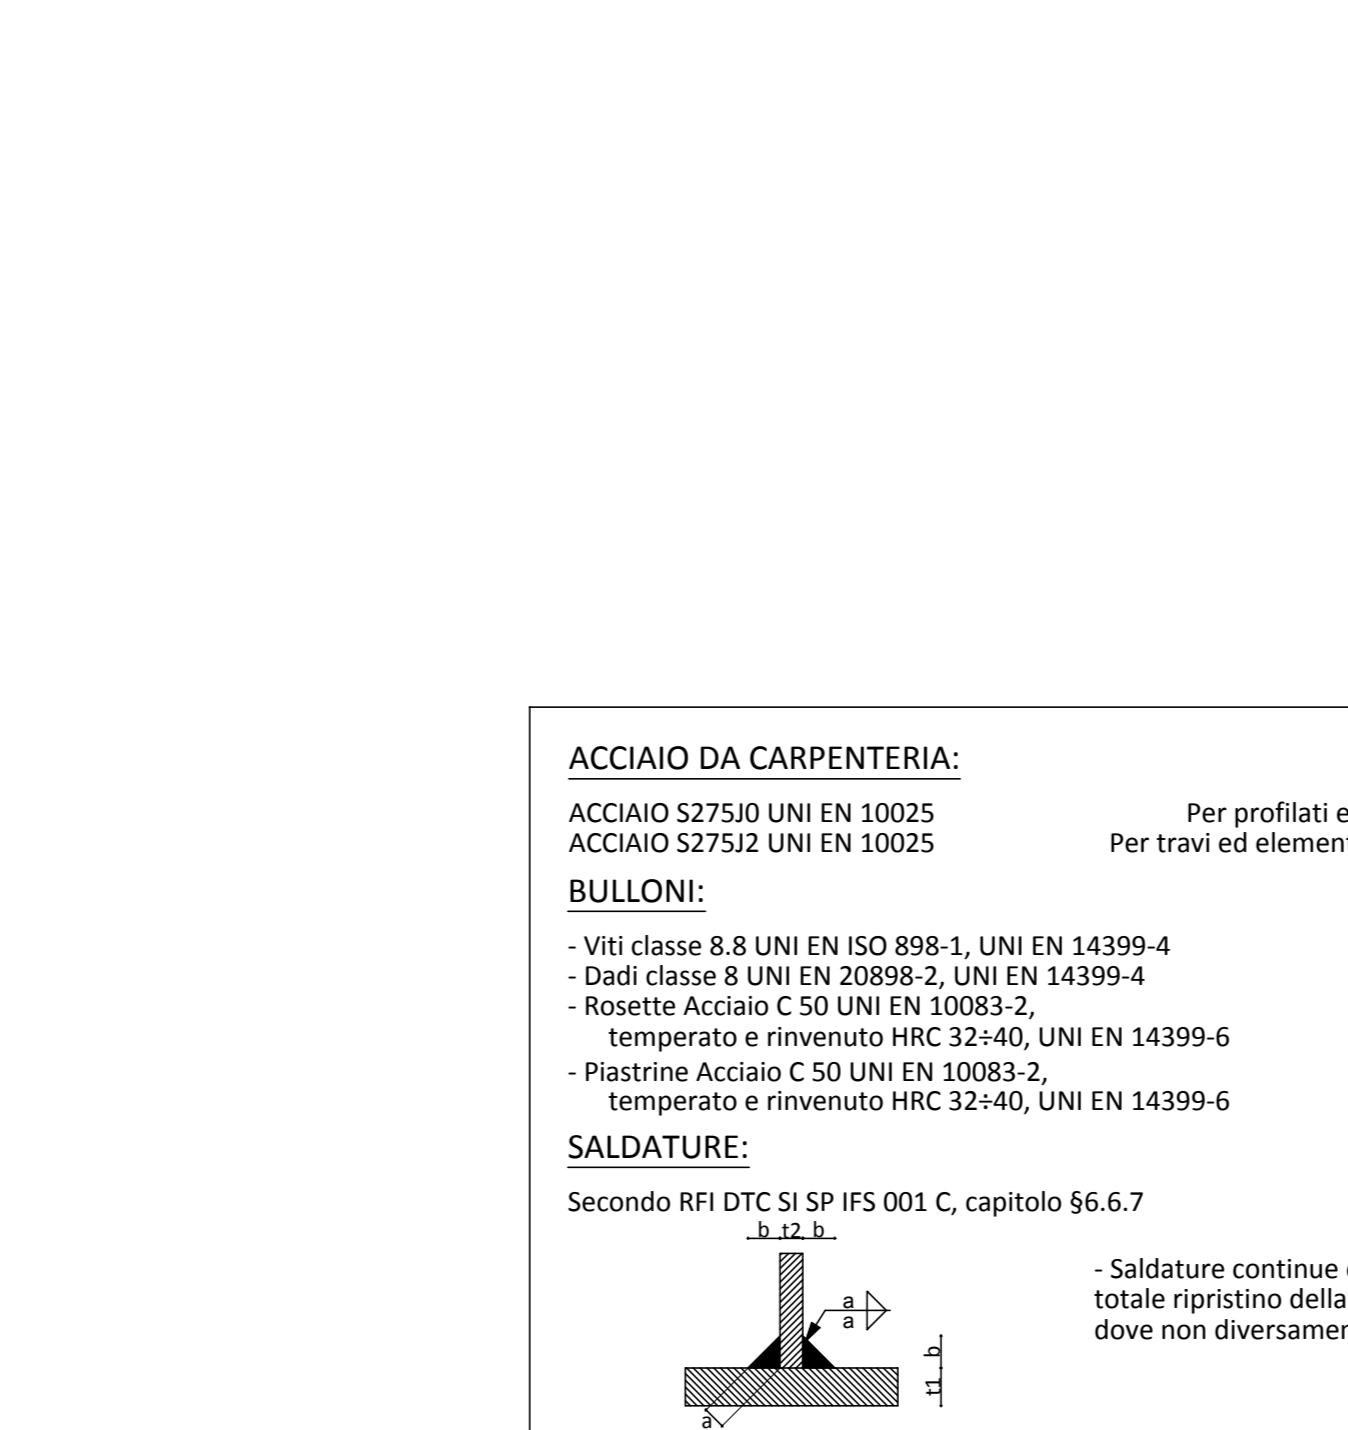 ACCIAIO DA CARPENTERIA:
ACCIAIO S275J0 UNI EN 10025 Per profilati e
ACCIAIO S275J2 UNI EN 10025 Per travi ed element
BULLONI:
- Viti classe 8.8 UNI EN ISO 898-1, UNI EN 14399-4
- Dadi classe 8 UNI EN 20898-2, UNI EN 14399-4
- Rosette Acciaio C 50 UNI EN 10083-2,
temperato e rinvenuto HRC 32÷40, UNI EN 14399-6
- Piastrine Acciaio C 50 UNI EN 10083-2,
temperato e rinvenuto HRC 32÷40, UNI EN 14399-6
SALDATURE:
Secondo RFI DTC SI SP IFS 001 C, capitolo §6.6.7
b t2 b
a
a
b
t1
a
- Saldature continue
totale ripristino della
dove non diversamen